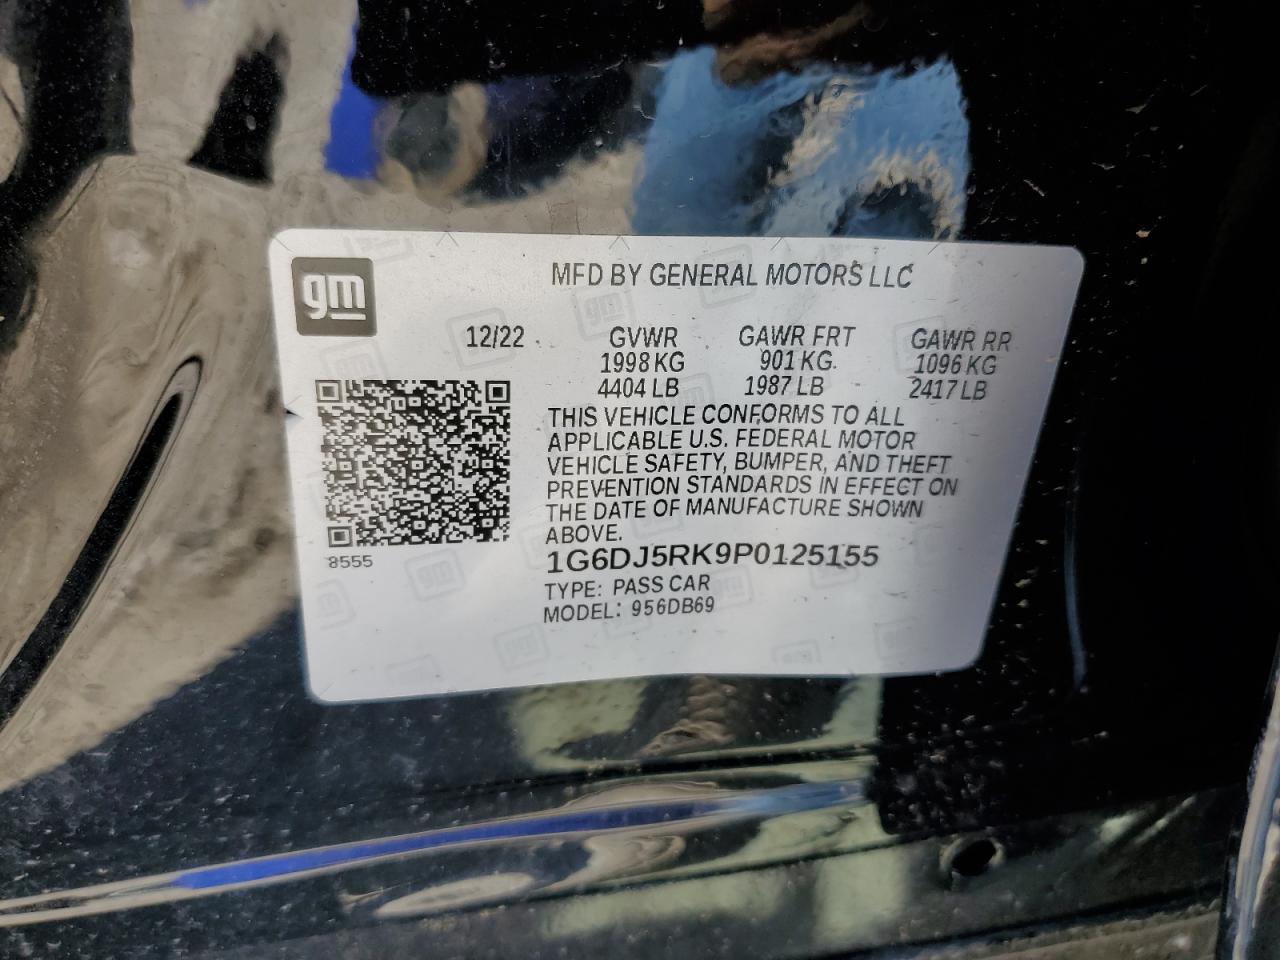 gm
MFD BY GENERAL MOTORS LLC
12/22 GVWR GAWR FRT GAWR RR
1998 KG 901 KG 1096 KG
4404 LB 1987 LB 2417 LB
THIS VEHICLE CONFORMS TO ALL
APPLICABLE U.S. FEDERAL MOTOR
VEHICLE SAFETY, BUMPER, AND THEFT
PREVENTION STANDARDS IN EFFECT ON
THE DATE OF MANUFACTURE SHOWN
ABOVE.
8555
1G6DJ5RK9P0125155
TYPE: PASS CAR
MODEL: 956DB69